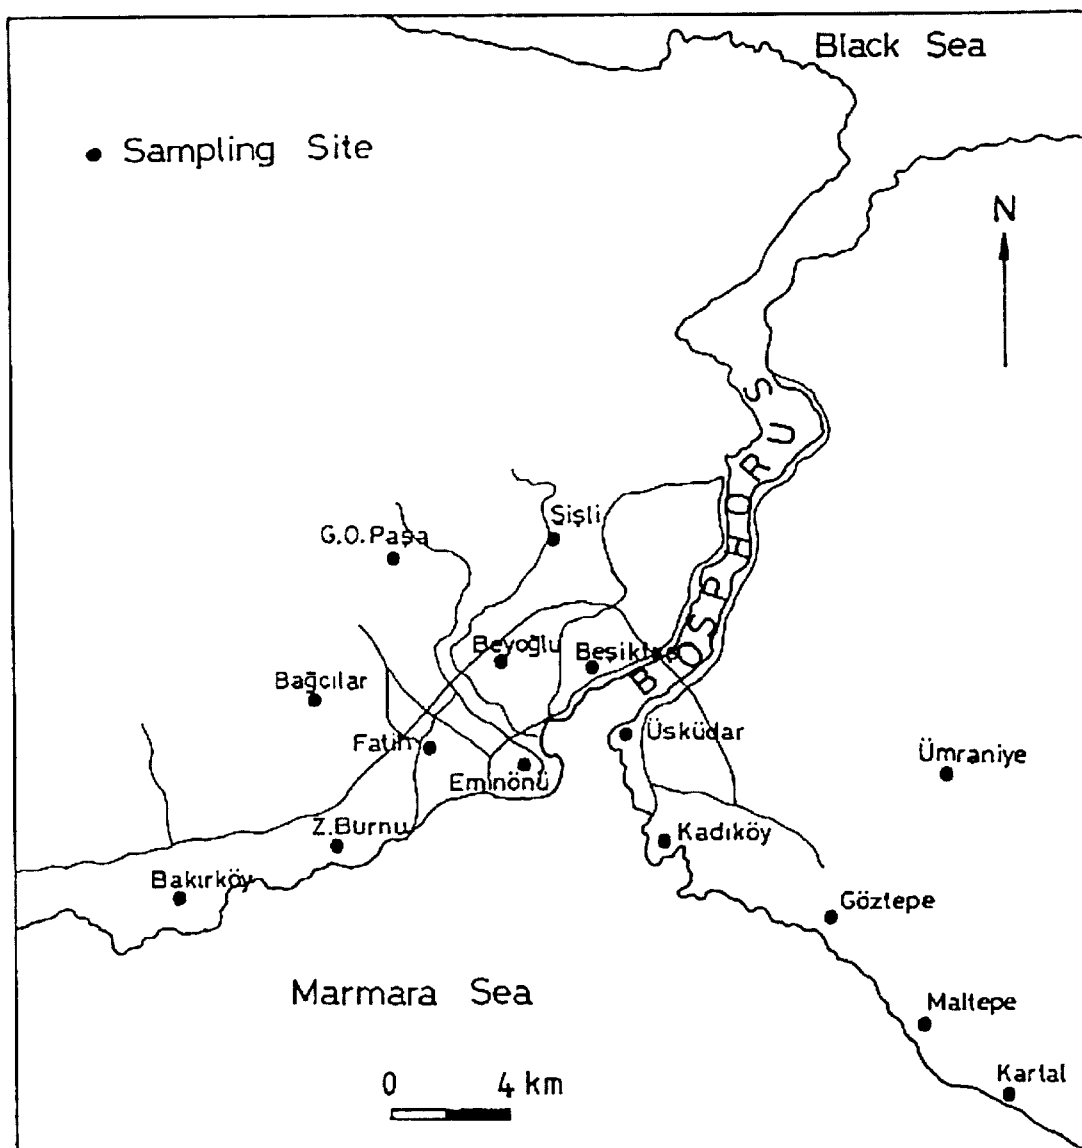 Black Sea
Sampling Site
N
BOSPHORUS
Şişli
G.O.Paşa
Beyoğlu
Beşiktaş
Bağcılar
Üsküdar
Fatih
Ümraniye
Eminönü
Z.Burnu
Kadıköy
Bakırköy
Göztepe
Marmara Sea
Maltepe
Kartal
0 4 km